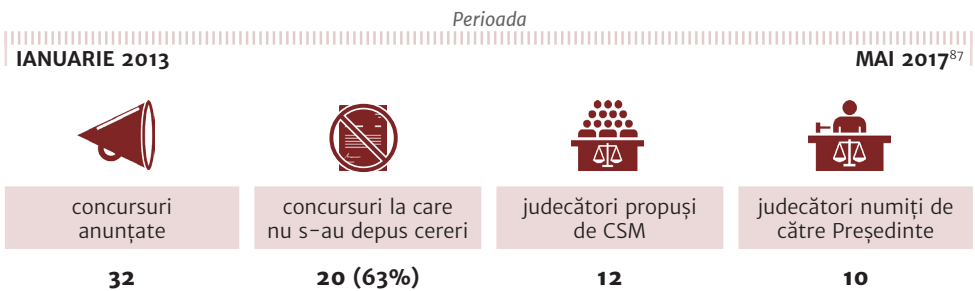 Perioada
IANUARIE 2013
MAI 2017⁸⁷
concursuri
anunțate
concursuri la care
nu s-au depus cereri
judecători propuși
de CSM
judecători numiți de
către Președinte
32
20 (63%)
12
10